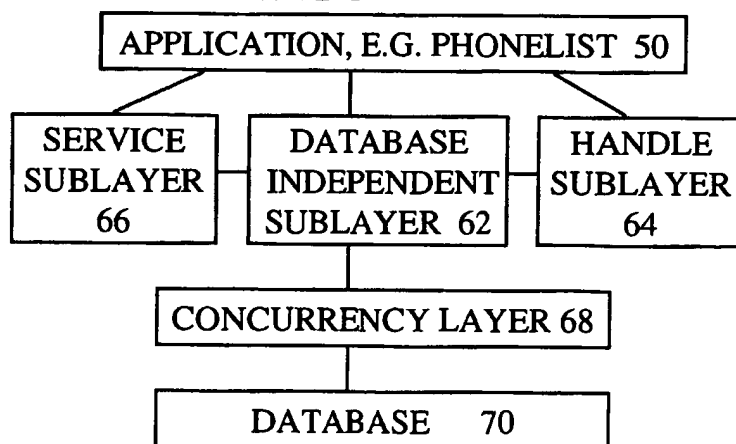 APPLICATION, E.G. PHONELIST 50
SERVICE
SUBLAYER
66
DATABASE
INDEPENDENT
SUBLAYER 62
HANDLE
SUBLAYER
64
CONCURRENCY LAYER 68
DATABASE 70